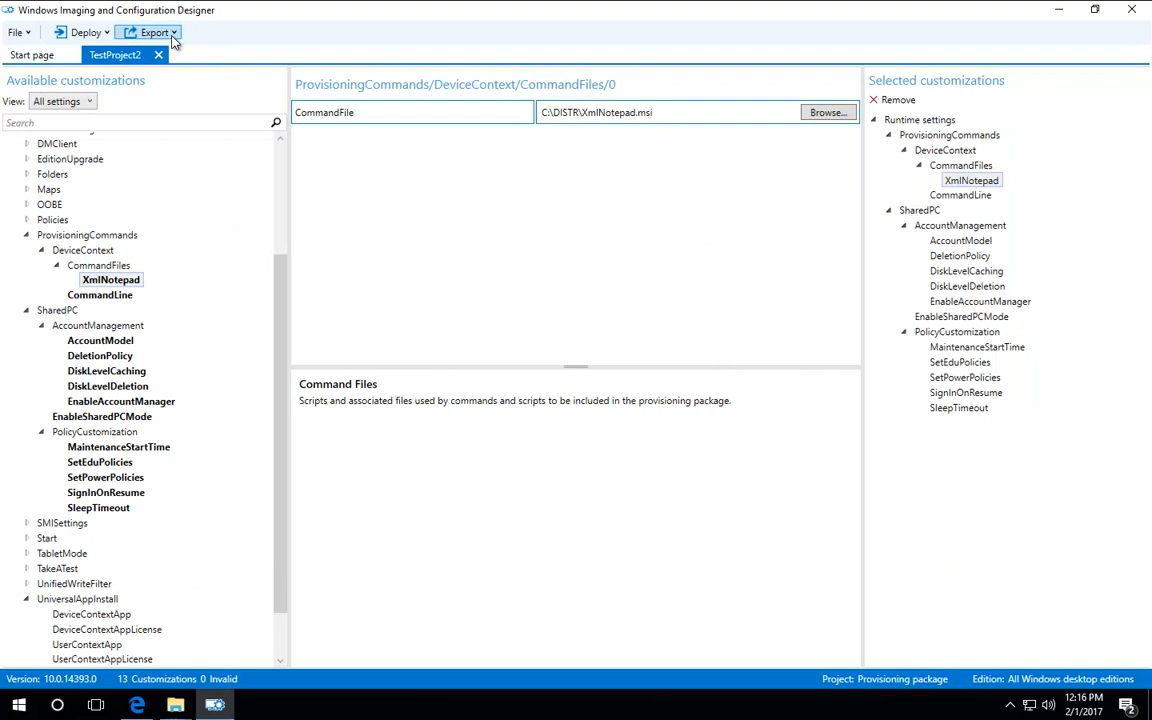 Windows Imaging and Configuration Designer
File Deploy Export
Start page TestProject2
Available customizations
View: All settings
Search
DMClient
EditionUpgrade
Folders
Maps
OOBE
Policies
ProvisioningCommands
DeviceContext
CommandFiles
XmlNotepad
CommandLine
SharedPC
AccountManagement
AccountModel
DeletionPolicy
DiskLevelCaching
DiskLevelDeletion
EnableAccountManager
EnableSharedPCMode
PolicyCustomization
MaintenanceStartTime
SetEduPolicies
SetPowerPolicies
SignInOnResume
SleepTimeout
SMISettings
Start
TabletMode
TakeATest
UnifiedWriteFilter
UniversalAppInstall
DeviceContextApp
DeviceContextAppLicense
UserContextApp
UserContextAppLicense
ProvisioningCommands/DeviceContext/CommandFiles/0
CommandFile C:\DISTR\XmlNotepad.msi Browse...
Command Files
Scripts and associated files used by commands and scripts to be included in the provisioning package.
Selected customizations
Remove
Runtime settings
ProvisioningCommands
DeviceContext
CommandFiles
XmlNotepad
CommandLine
SharedPC
AccountManagement
AccountModel
DeletionPolicy
DiskLevelCaching
DiskLevelDeletion
EnableAccountManager
EnableSharedPCMode
PolicyCustomization
MaintenanceStartTime
SetEduPolicies
SetPowerPolicies
SignInOnResume
SleepTimeout
Version: 10.0.14393.0 13 Customizations 0 Invalid Project: Provisioning package Edition: All Windows desktop editions
12:16 PM
2/1/2017
2